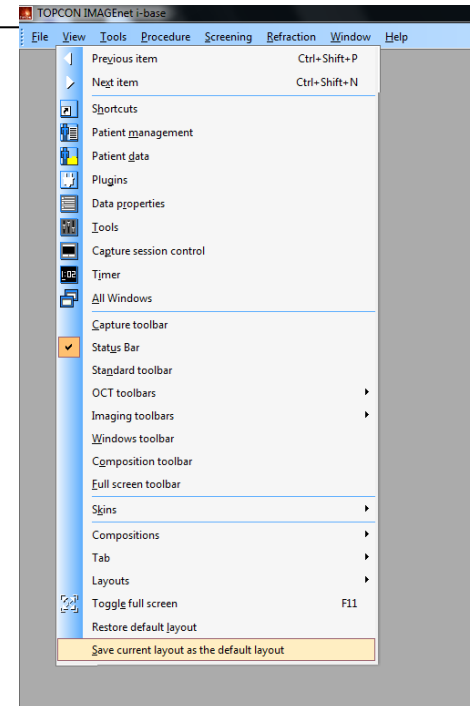 TOPCON IMAGEnet i-base
File View Tools Procedure Screening Refraction Window Help
Previous item Ctrl+Shift+P
Next item Ctrl+Shift+N
Shortcuts
Patient management
Patient data
Plugins
Data properties
Tools
Capture session control
1:02 Timer
All Windows
Capture toolbar
Status Bar
Standard toolbar
OCT toolbars
Imaging toolbars
Windows toolbar
Composition toolbar
Full screen toolbar
Skins
Compositions
Tab
Layouts
Toggle full screen F11
Restore default layout
Save current layout as the default layout